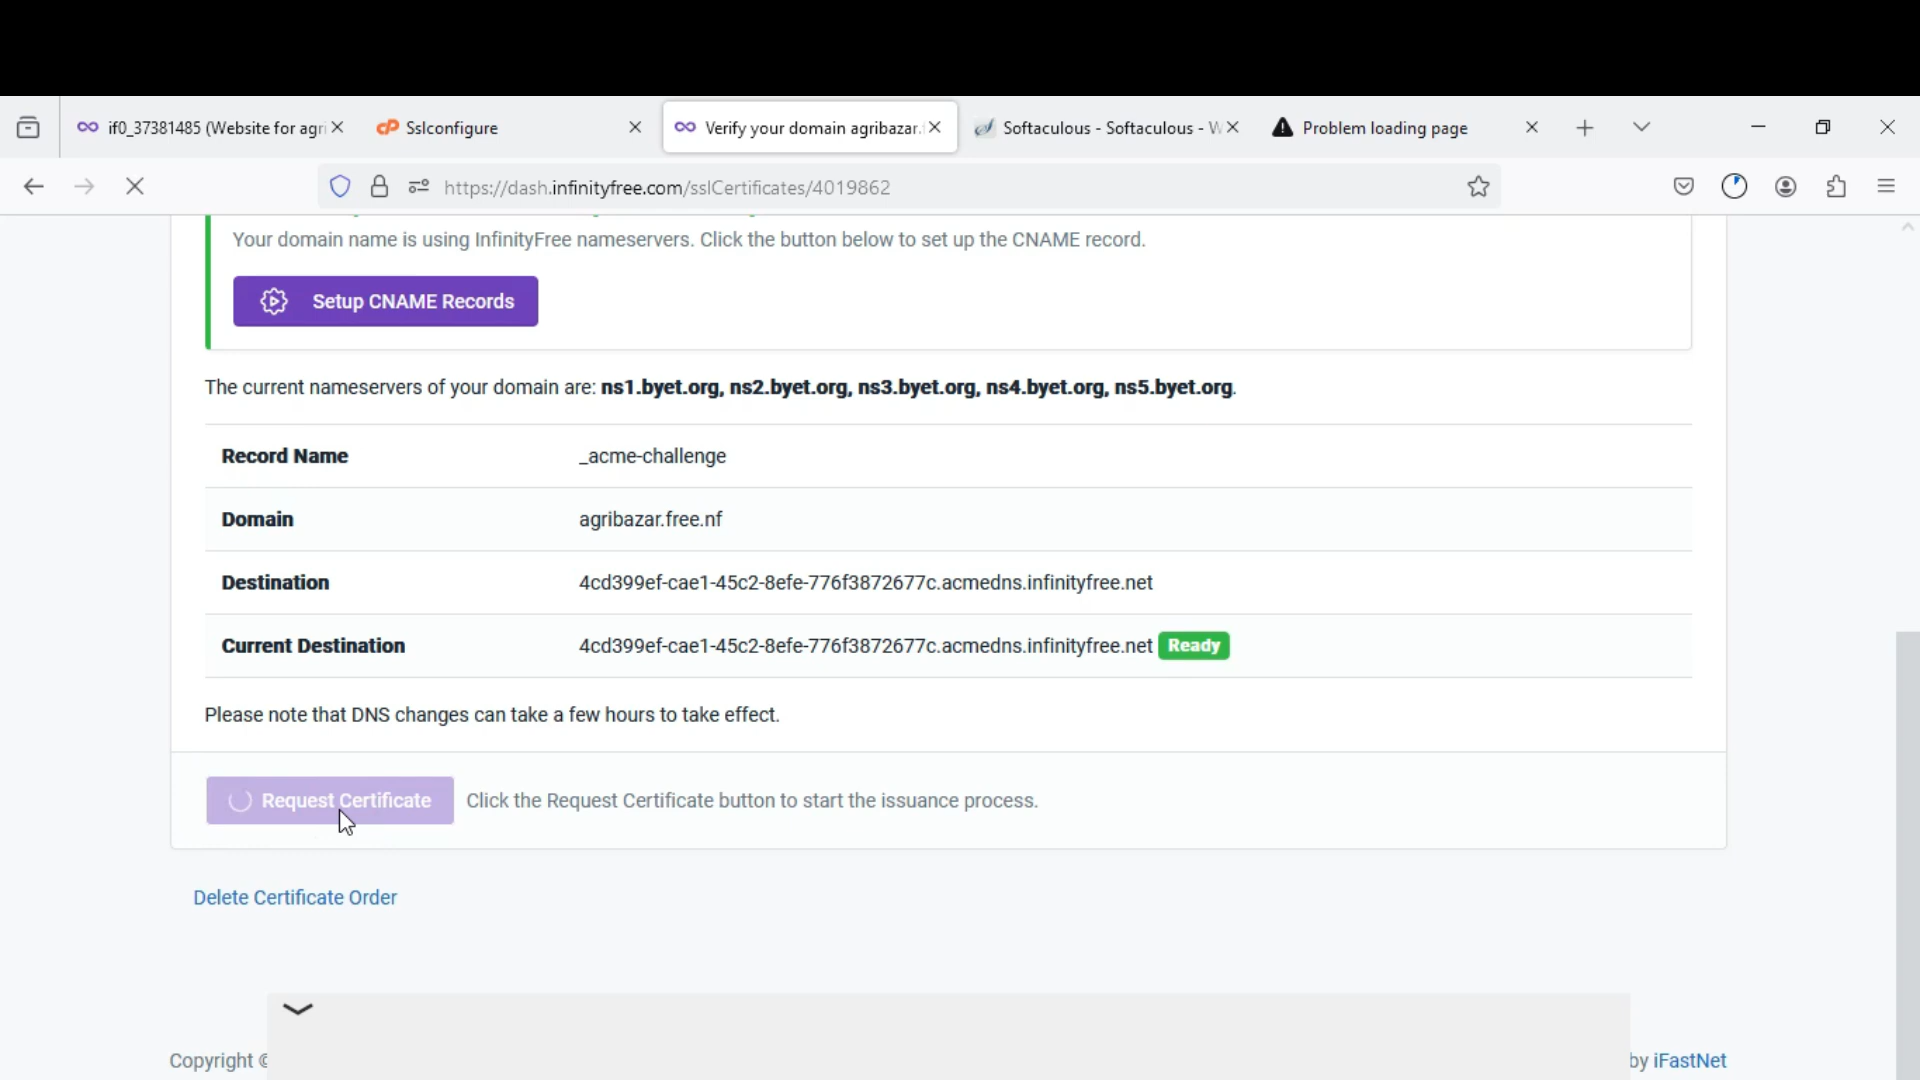 if0_37381485 (Website for agri
Sslconfigure
Verify your domain agribazar.
Softaculous - Softaculous - W
Problem loading page
https://dash.infinityfree.com/sslCertificates/4019862
Your domain name is using InfinityFree nameservers. Click the button below to set up the CNAME record.
Setup CNAME Records
The current nameservers of your domain are: ns1.byet.org, ns2.byet.org, ns3.byet.org, ns4.byet.org, ns5.byet.org.
Record Name _acme-challenge
Domain agribazar.free.nf
Destination 4cd399ef-cae1-45c2-8efe-776f3872677c.acmedns.infinityfree.net
Current Destination 4cd399ef-cae1-45c2-8efe-776f3872677c.acmedns.infinityfree.net Ready
Please note that DNS changes can take a few hours to take effect.
Request Certificate Click the Request Certificate button to start the issuance process.
Delete Certificate Order
Copyright © by iFastNet